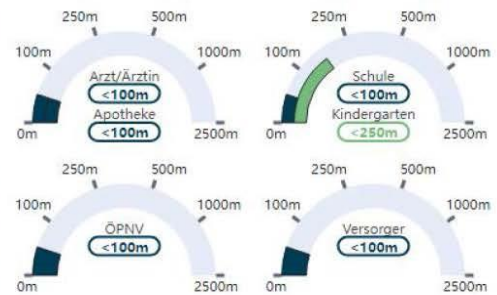 250m 500m
100m 1000m
Arzt/Ärztin
<100m
Apotheke
<100m
0m 2500m
250m 500m
100m 1000m
Schule
<100m
Kindergarten
<250m
0m 2500m
250m 500m
100m 1000m
ÖPNV
<100m
0m 2500m
250m 500m
100m 1000m
Versorger
<100m
0m 2500m